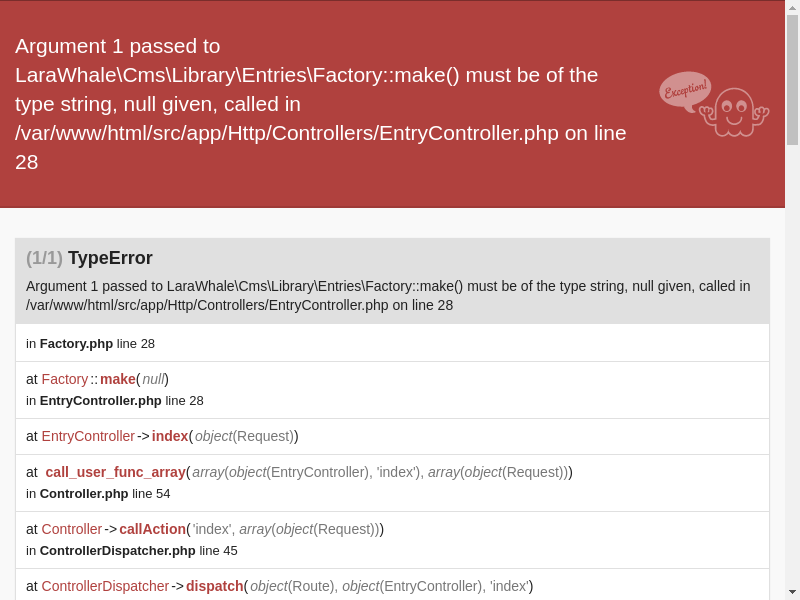 Argument 1 passed to
LaraWhale\Cms\Library\Entries\Factory::make() must be of the
type string, null given, called in
/var/www/html/src/app/Http/Controllers/EntryController.php on line
28
Exception!
(1/1) TypeError
Argument 1 passed to LaraWhale\Cms\Library\Entries\Factory::make() must be of the type string, null given, called in
/var/www/html/src/app/Http/Controllers/EntryController.php on line 28
in Factory.php line 28
at Factory::make(null)
in EntryController.php line 28
at EntryController->index(object(Request))
at call_user_func_array(array(object(EntryController), 'index'), array(object(Request)))
in Controller.php line 54
at Controller->callAction('index', array(object(Request)))
in ControllerDispatcher.php line 45
at ControllerDispatcher->dispatch(object(Route), object(EntryController), 'index')